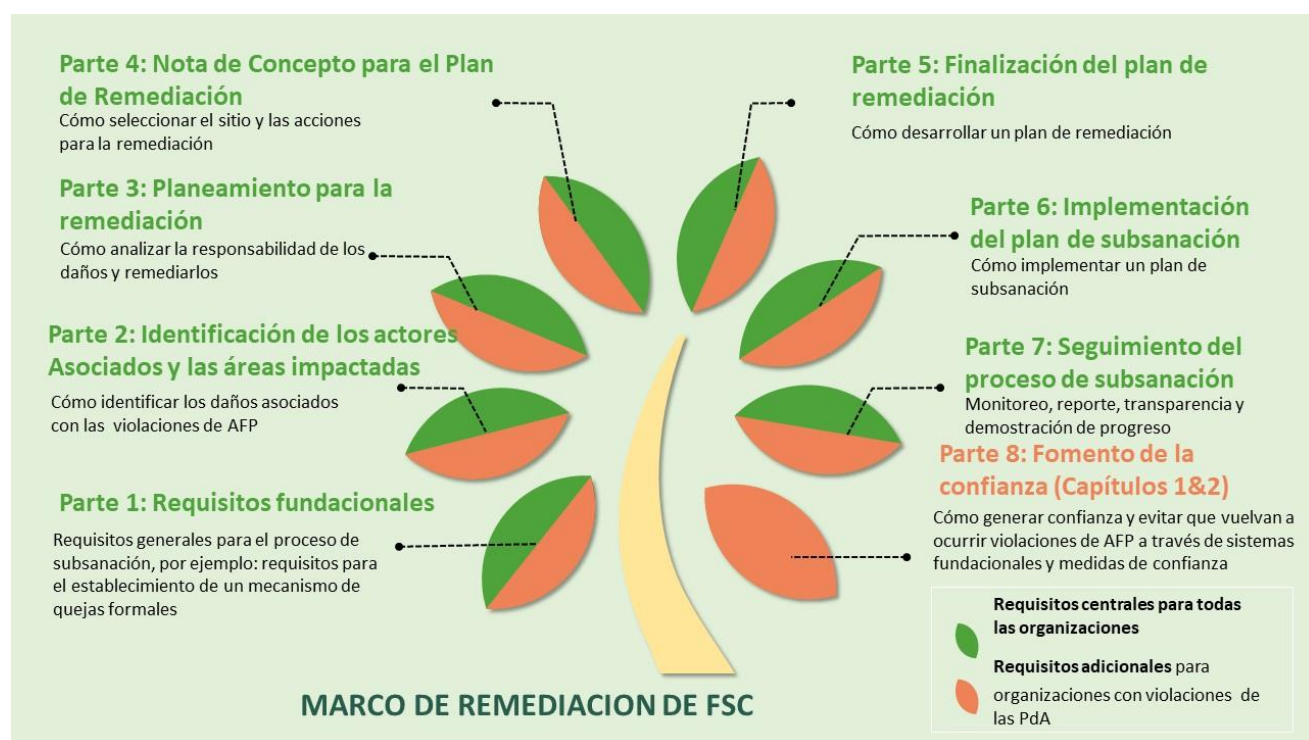 Parte 4: Nota de Concepto para el Plan
de Remediación
Cómo seleccionar el sitio y las acciones
para la remediación
Parte 3: Planeamiento para la
remediación
Cómo analizar la responsabilidad de los
daños y remediarlos
Parte 2: Identificación de los actores
Asociados y las áreas impactadas
Cómo identificar los daños asociados
con las violaciones de AFP
Parte 1: Requisitos fundacionales
Requisitos generales para el proceso de
subsanación, por ejemplo: requisitos para
el establecimiento de un mecanismo de
quejas formales
Parte 5: Finalización del plan de
remediación
Cómo desarrollar un plan de remediación
Parte 6: Implementación
del plan de subsanación
Cómo implementar un plan de
subsanación
Parte 7: Seguimiento del
proceso de subsanación
Monitoreo, reporte, transparencia y
demostración de progreso
Parte 8: Fomento de la
confianza (Capítulos 1&2)
Cómo generar confianza y evitar que vuelvan a
ocurrir violaciones de AFP a través de sistemas
fundacionales y medidas de confianza
Requisitos centrales para todas
las organizaciones
Requisitos adicionales para
organizaciones con violaciones de
las PdA
MARCO DE REMEDIACION DE FSC